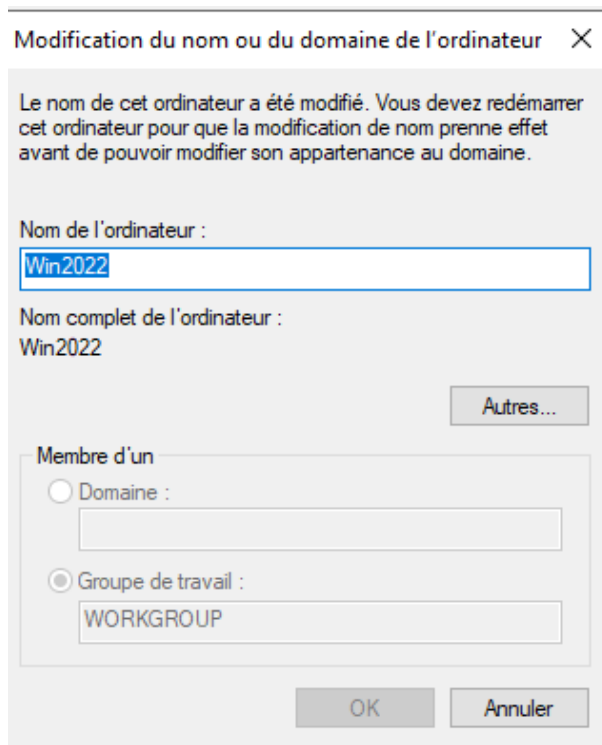 Modification du nom ou du domaine de l'ordinateur
Le nom de cet ordinateur a été modifié. Vous devez redémarrer
cet ordinateur pour que la modification de nom prenne effet
avant de pouvoir modifier son appartenance au domaine.
Nom de l'ordinateur :
Win2022
Nom complet de l'ordinateur :
Win2022
Autres...
Membre d'un
Domaine :
Groupe de travail :
WORKGROUP
OK
Annuler